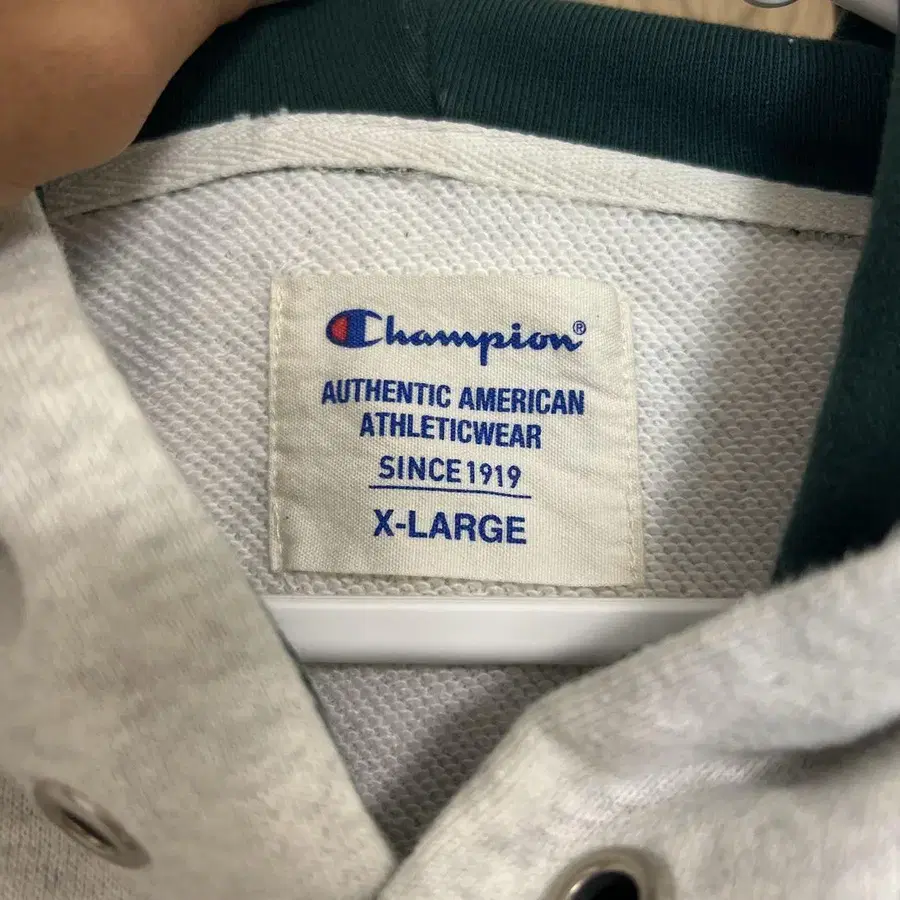 Champion®
AUTHENTIC AMERICAN
ATHLETICWEAR
SINCE 1919
X-LARGE